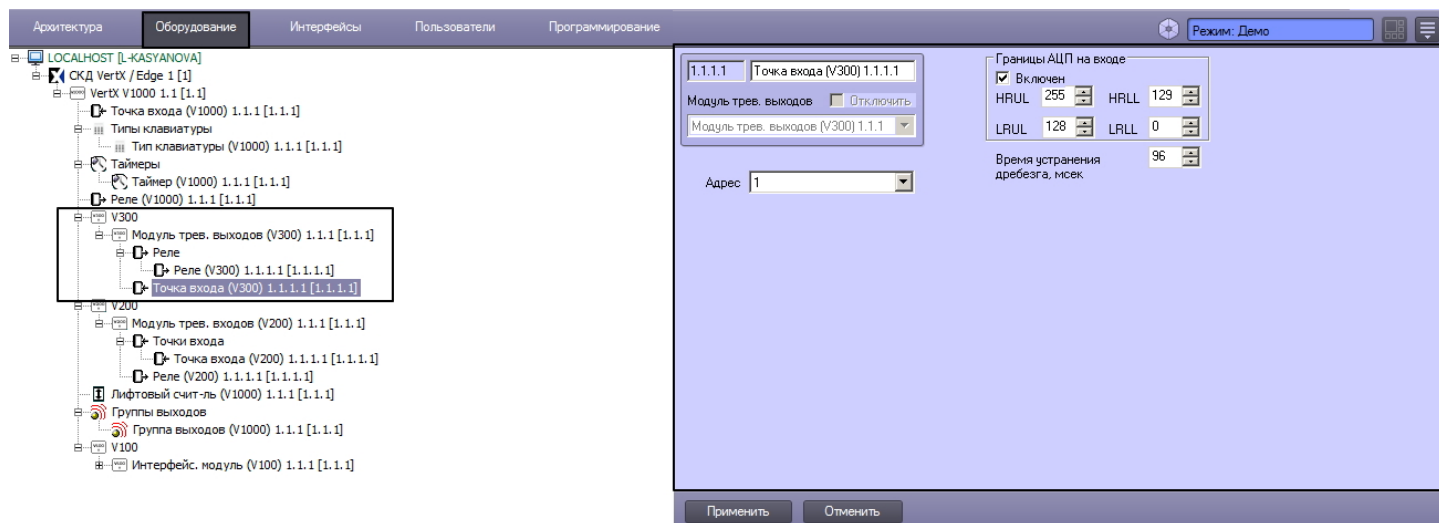 Архитектура Оборудование Интерфейсы Пользователи Программирование Режим: Демо
LOCALHOST [L-KASYANOVA]
СКД VertX / Edge 1 [1]
VertX V1000 1.1 [1.1]
Точка входа (V1000) 1.1.1 [1.1.1]
Типы клавиатуры
Тип клавиатуры (V1000) 1.1.1 [1.1.1]
Таймеры
Таймер (V1000) 1.1.1 [1.1.1]
Реле (V1000) 1.1.1 [1.1.1]
V300
Модуль трев. выходов (V300) 1.1.1 [1.1.1]
Реле
Реле (V300) 1.1.1.1 [1.1.1.1]
Точка входа (V300) 1.1.1.1 [1.1.1.1]
V200
Модуль трев. входов (V200) 1.1.1 [1.1.1]
Точки входа
Точка входа (V200) 1.1.1.1 [1.1.1.1]
Реле (V200) 1.1.1.1 [1.1.1.1]
Лифтовый счит-ль (V1000) 1.1.1 [1.1.1]
Группы выходов
Группа выходов (V1000) 1.1.1 [1.1.1]
V100
Интерфейс. модуль (V100) 1.1.1 [1.1.1]
1.1.1.1 Точка входа (V300) 1.1.1.1
Модуль трев. выходов Отключить
Модуль трев. выходов (V300) 1.1.1
Адрес 1
Границы АЦП на входе
Включен
HRUL 255 HRLL 129
LRUL 128 LRLL 0
Время устранения 96
дребезга, мсек
Применить Отменить